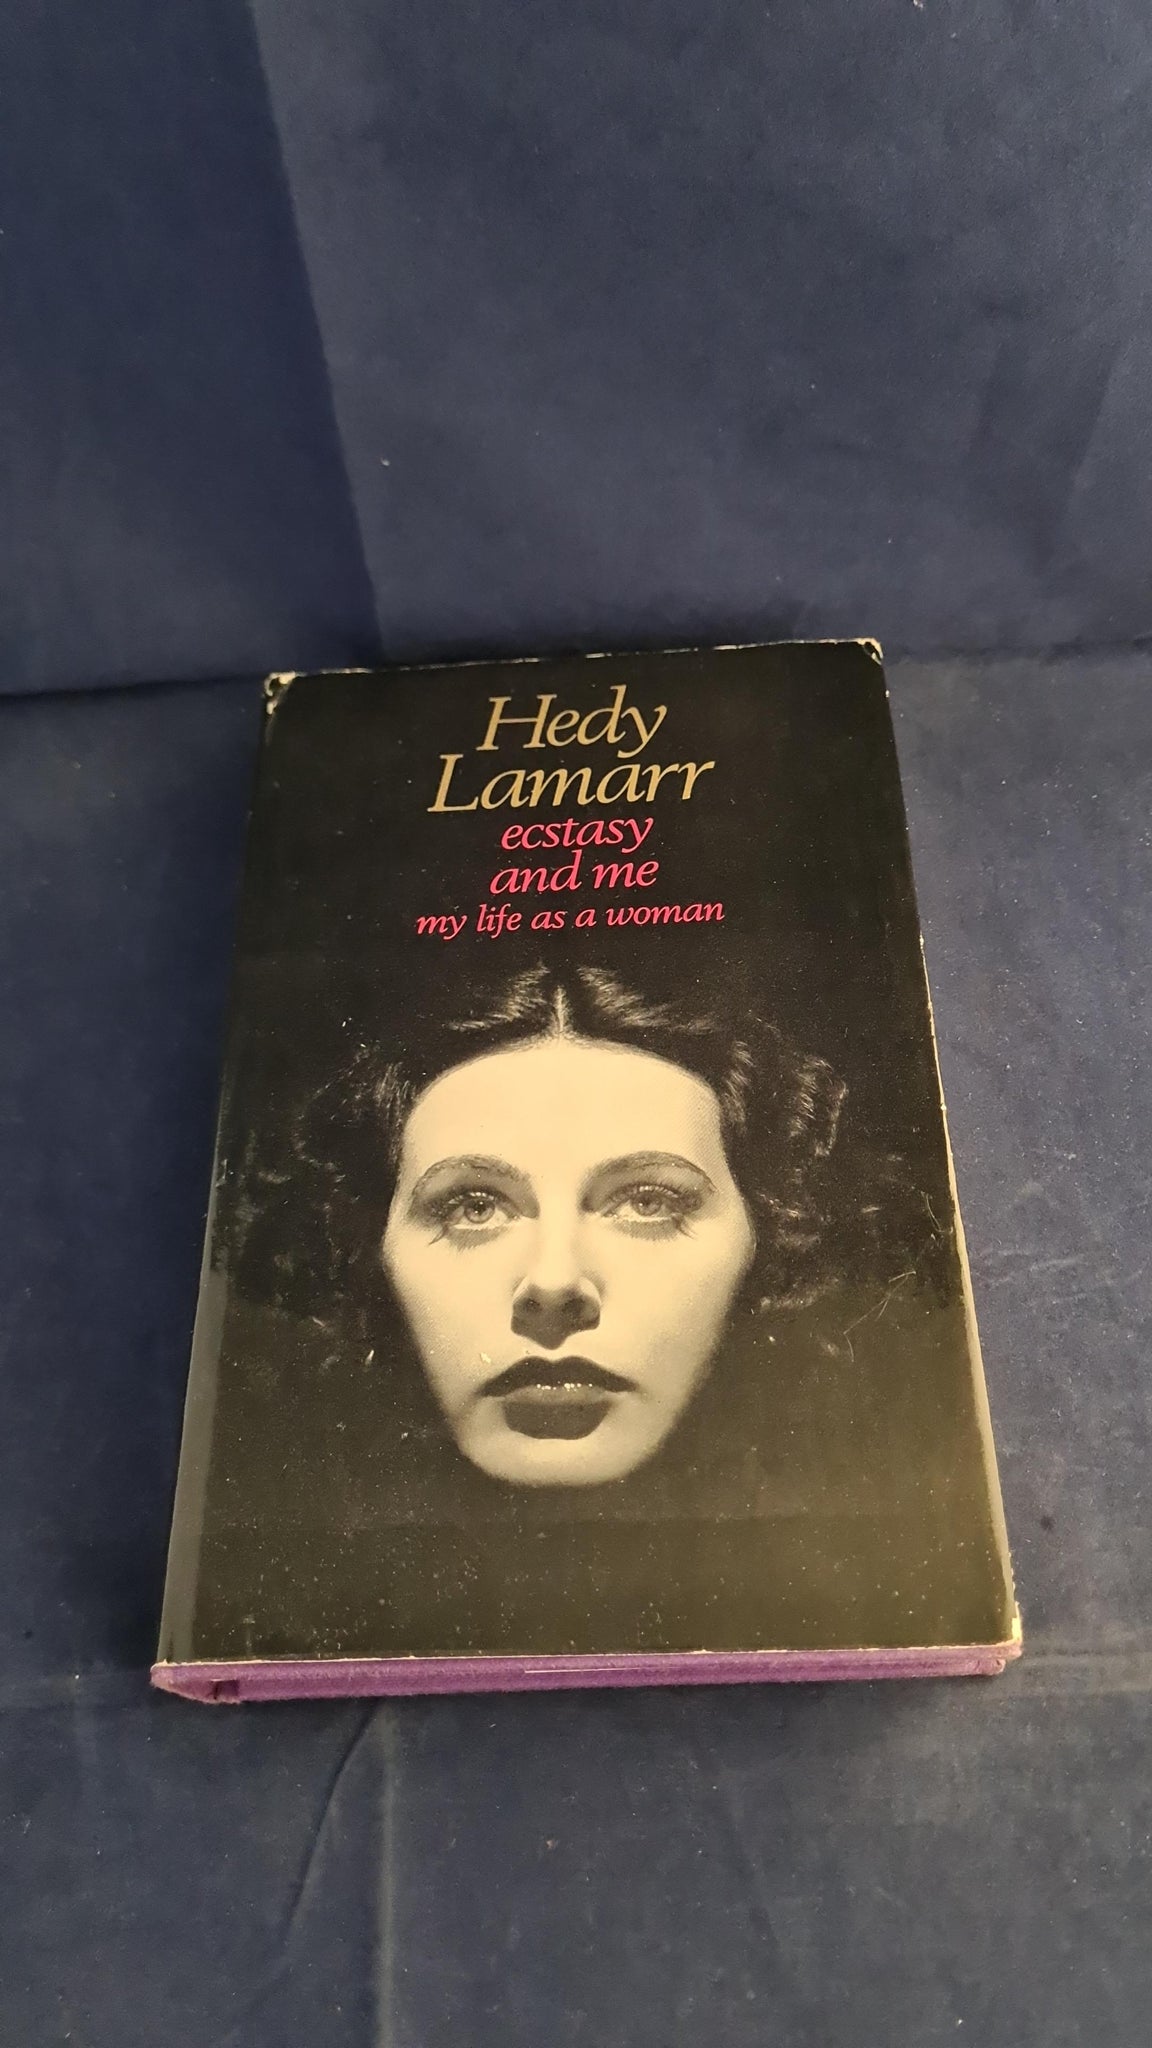 Hedy
Lamarr
ecstasy
and me
my life as a woman